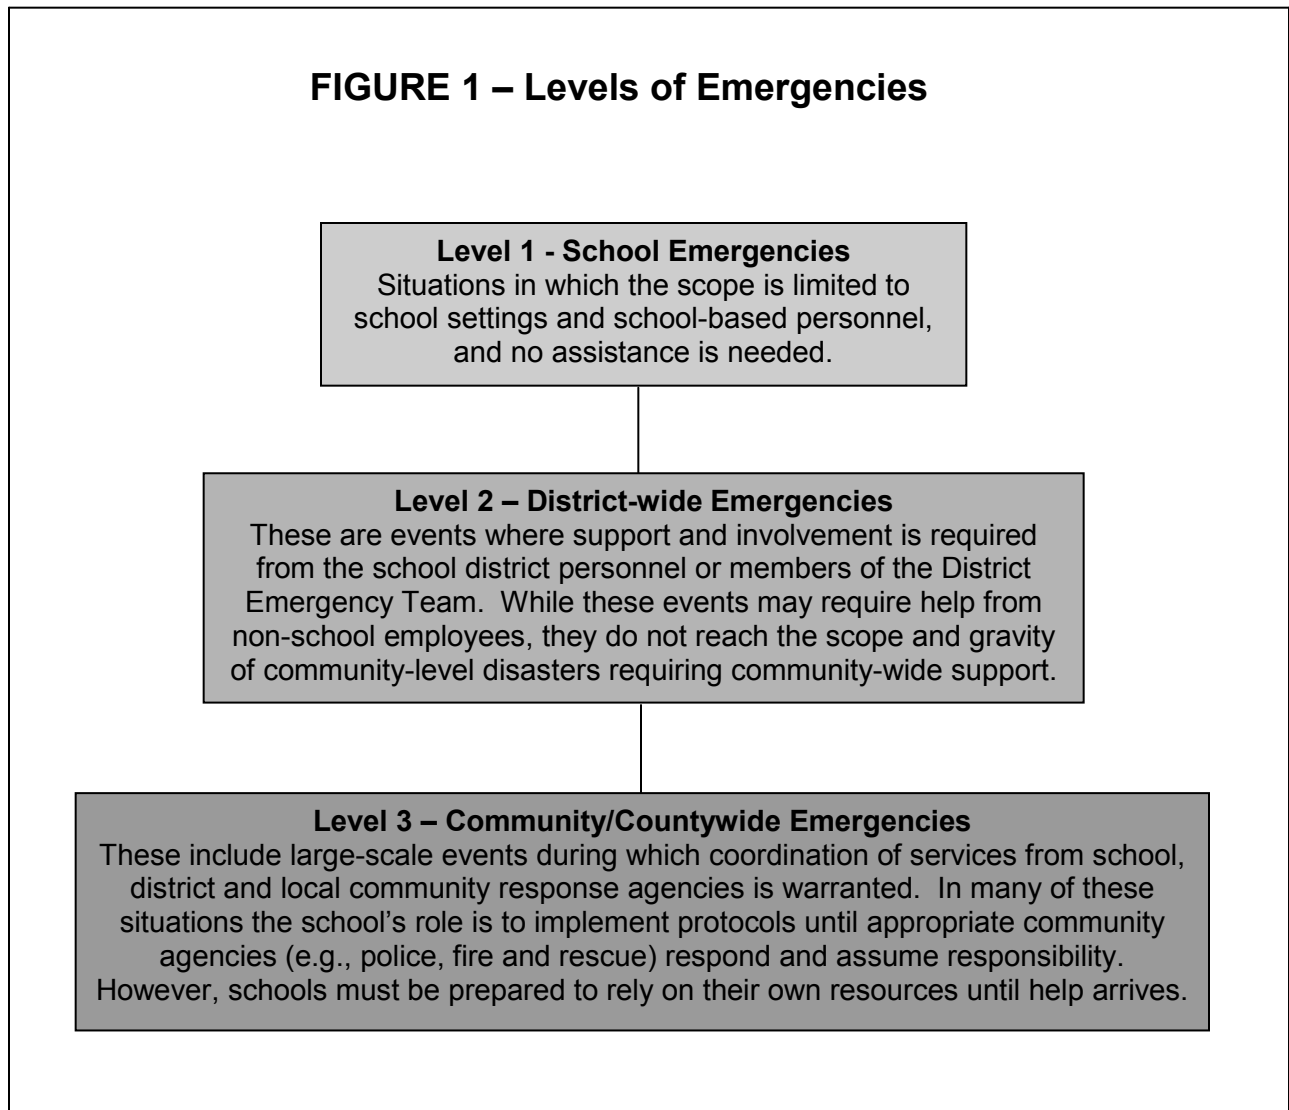 FIGURE 1 – Levels of Emergencies
Level 1 - School Emergencies
Situations in which the scope is limited to
school settings and school-based personnel,
and no assistance is needed.
Level 2 – District-wide Emergencies
These are events where support and involvement is required
from the school district personnel or members of the District
Emergency Team.  While these events may require help from
non-school employees, they do not reach the scope and gravity
of community-level disasters requiring community-wide support.
Level 3 – Community/Countywide Emergencies
These include large-scale events during which coordination of services from school,
district and local community response agencies is warranted.  In many of these
situations the school’s role is to implement protocols until appropriate community
agencies (e.g., police, fire and rescue) respond and assume responsibility.
However, schools must be prepared to rely on their own resources until help arrives.